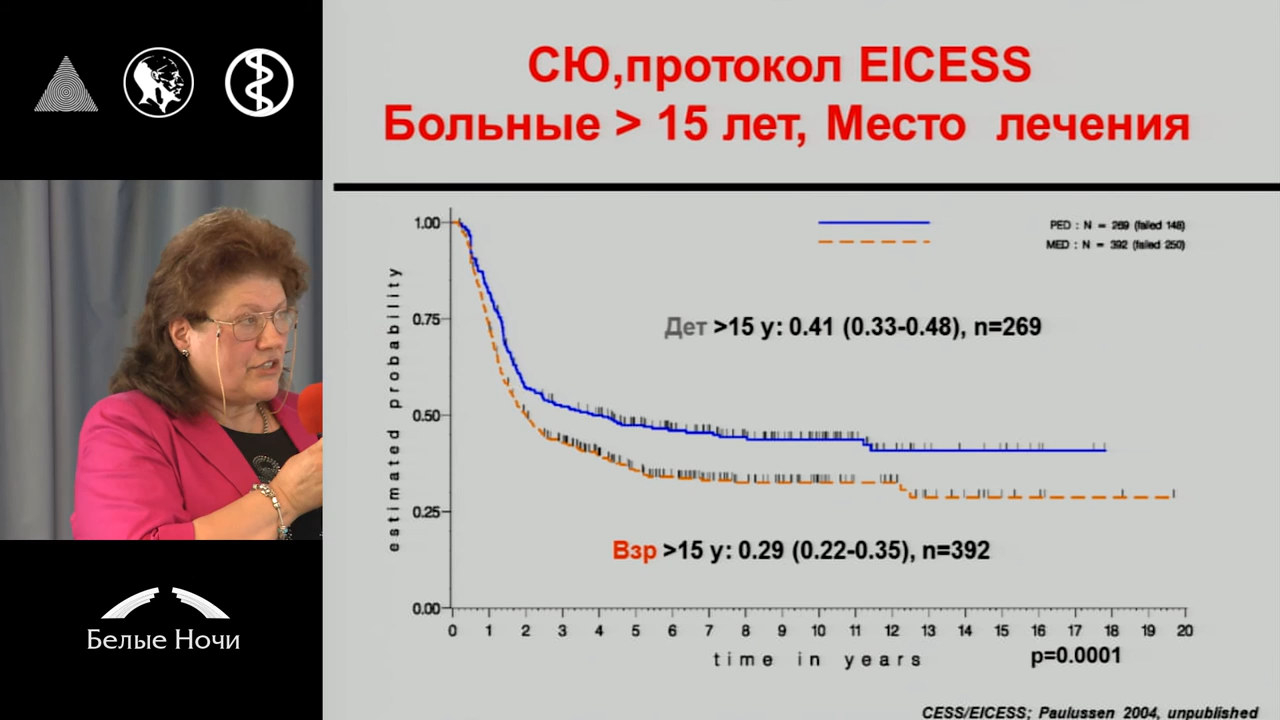 СЮ,протокол EICESS
Больные > 15 лет, Место лечения
1.00
0.75
0.50
0.25
0.00
estimated probability
PED : N = 269 (failed 148)
MED : N = 392 (failed 250)
Дет >15 y: 0.41 (0.33-0.48), n=269
Взр >15 y: 0.29 (0.22-0.35), n=392
0 1 2 3 4 5 6 7 8 9 10 11 12 13 14 15 16 17 18 19 20
time in years
p=0.0001
CESS/EICESS; Paulussen 2004, unpublished
Белые Ночи